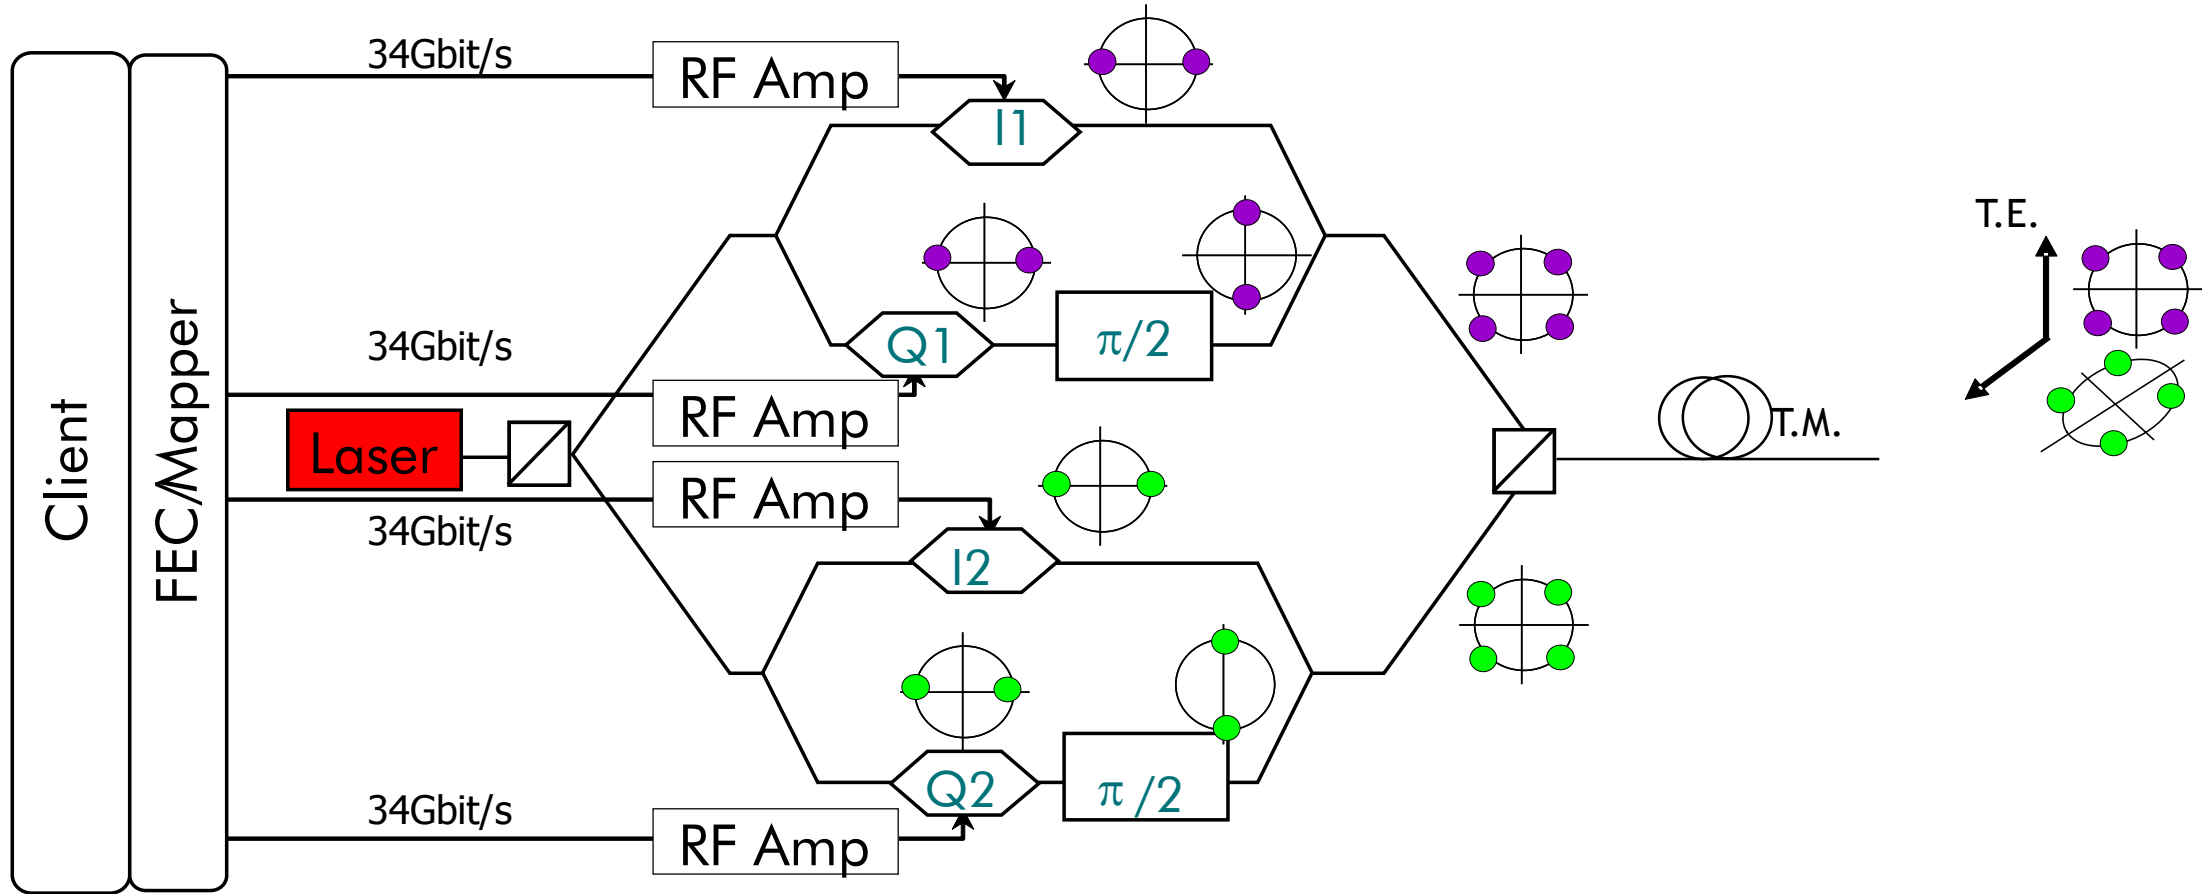 34Gbit/s
RF Amp
I1
T.E.
34Gbit/s
Q1
π/2
RF Amp
Client
FEC/Mapper
Laser
T.M.
RF Amp
34Gbit/s
I2
Q2
π /2
34Gbit/s
RF Amp